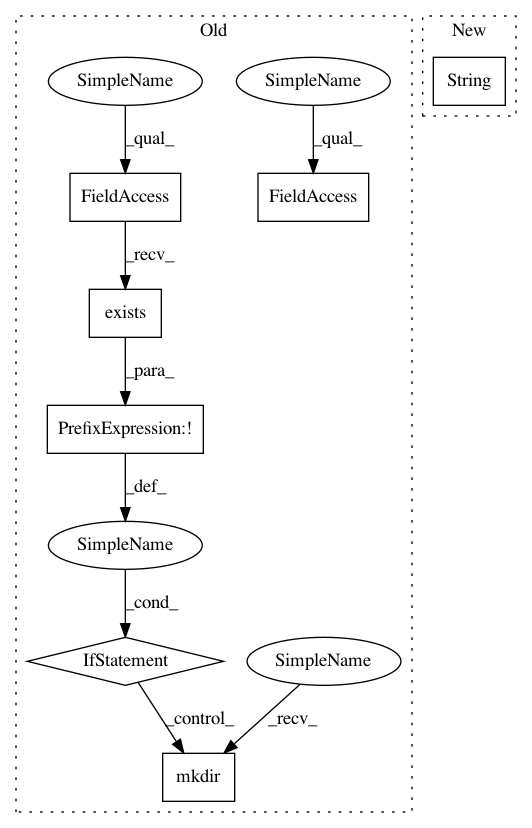 Old
New
SimpleName
SimpleName
String
_qual_
_qual_
FieldAccess
FieldAccess
_recv_
exists
_para_
PrefixExpression:!
_def_
SimpleName
_cond_
IfStatement
SimpleName
_control_
_recv_
mkdir